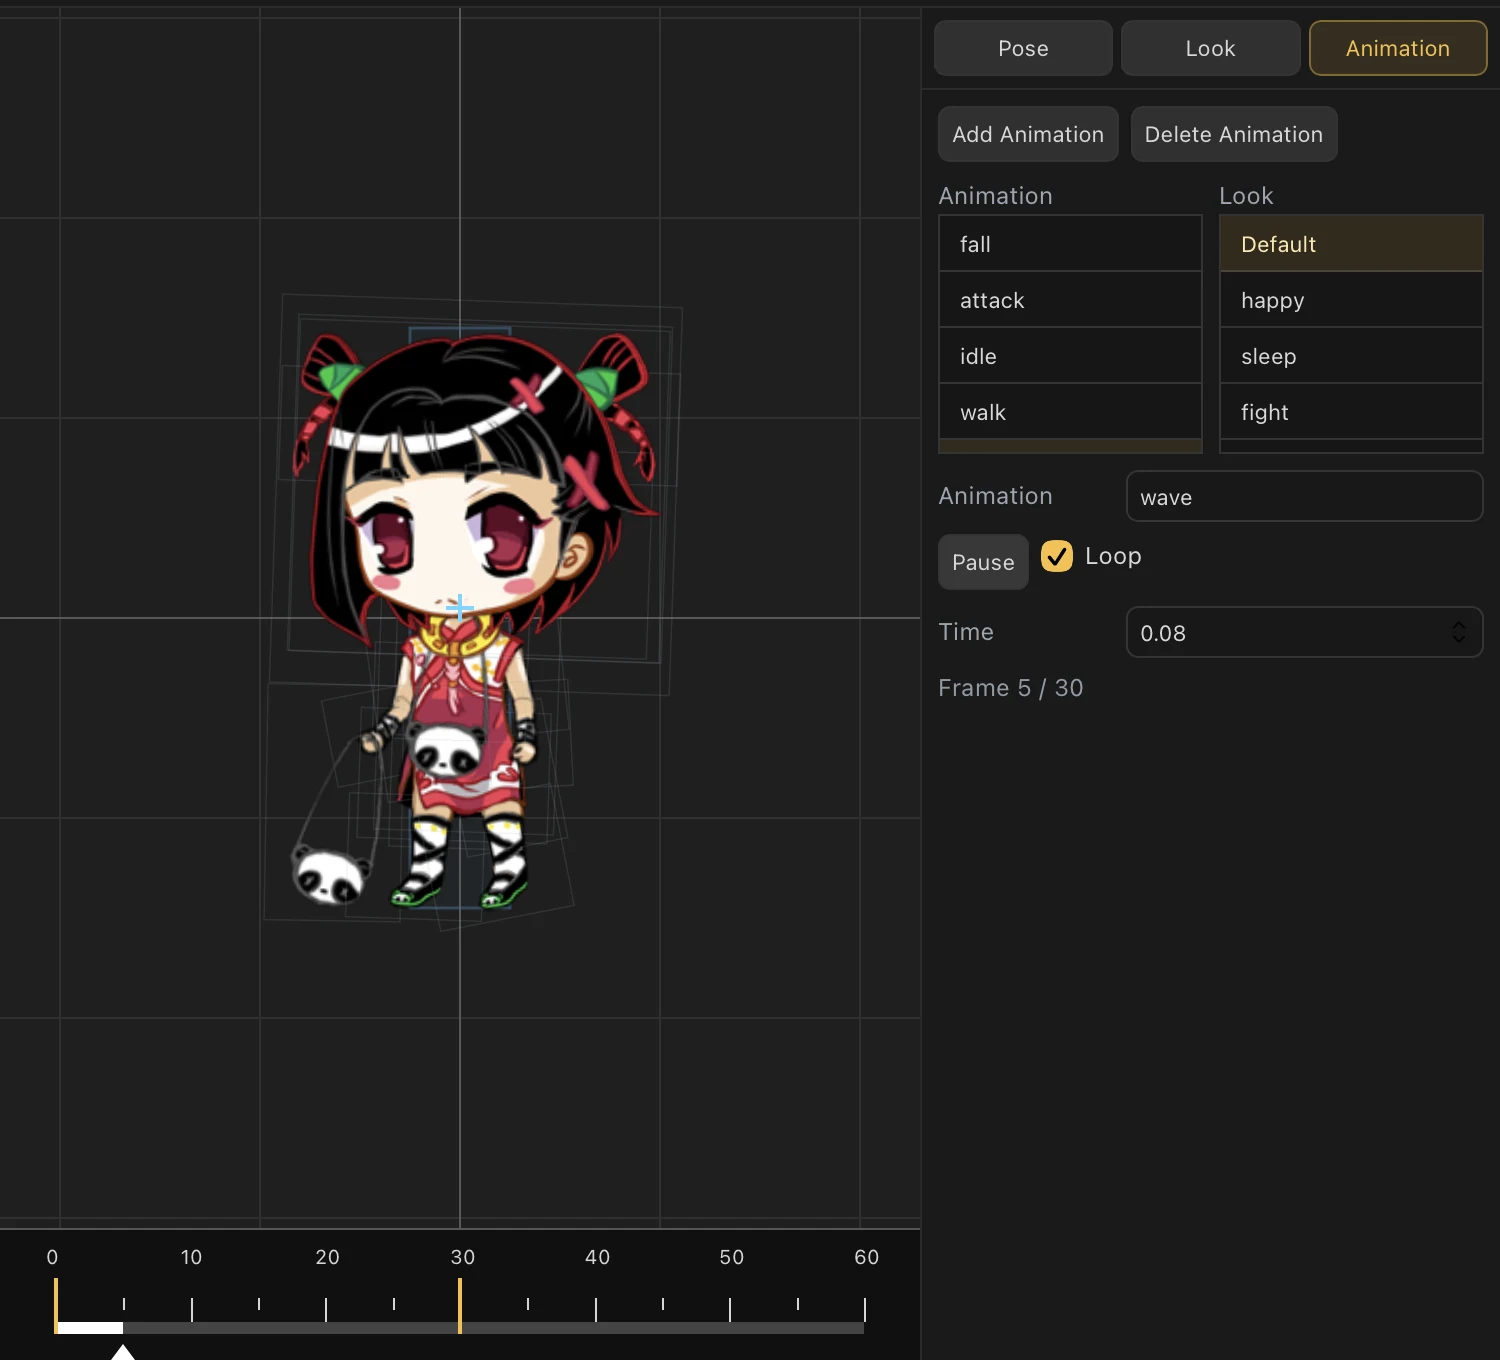 Pose Look Animation
Add Animation Delete Animation
Animation Look
fall Default
attack happy
idle sleep
walk fight
Animation wave
Pause Loop
Time 0.08
Frame 5 / 30
0 10 20 30 40 50 60